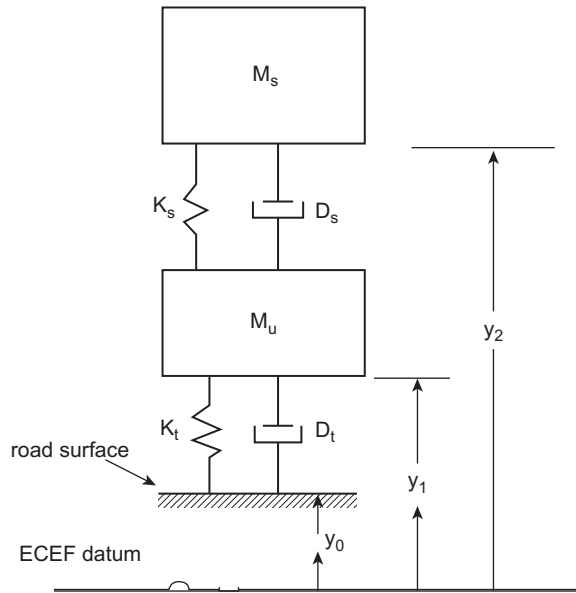 M_s
K_s
D_s
M_u
y_2
K_t
D_t
road surface
y_1
y_0
ECEF datum